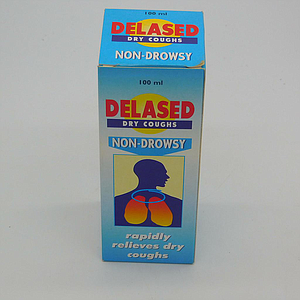 100 ml
DELASED
DRY COUGHS
NON-DROWSY
100 ml
DELASED
DRY COUGHS
NON-DROWSY
rapidly
relieves dry
coughs